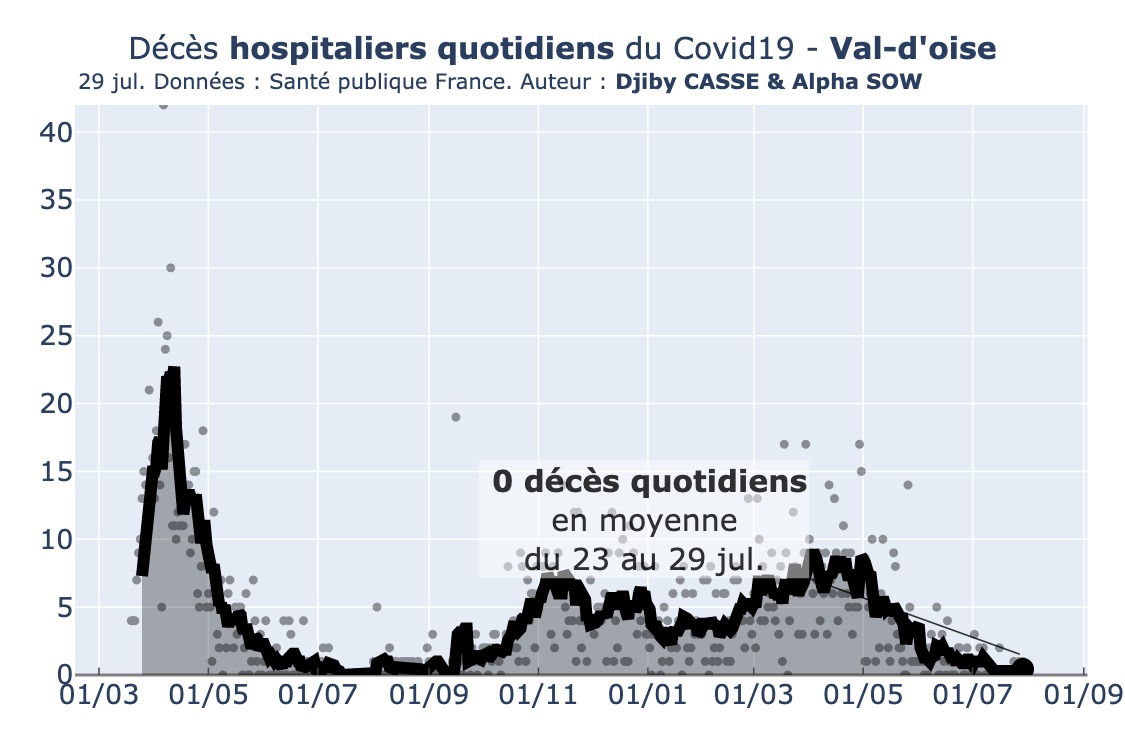 Décès hospitaliers quotidiens du Covid19 - Val-d'oise
29 jul. Données : Santé publique France. Auteur : Djiby CASSE & Alpha SOW
40
35
30
25
20
15
10
5
0
0 décès quotidiens
en moyenne
du 23 au 29 jul.
01/03 01/05 01/07 01/09 01/11 01/01 01/03 01/05 01/07 01/09